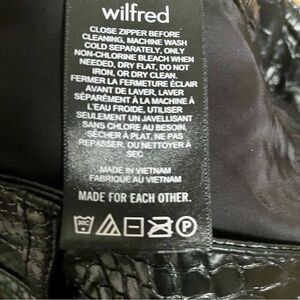 wilfred
CLOSE ZIPPER BEFORE
CLEANING, MACHINE WASH
COLD SEPARATELY, ONLY
NON-CHLORINE BLEACH WHEN
NEEDED, DRY FLAT, DO NOT
IRON, OR DRY CLEAN.
FERMER LA FERMETURE ÉCLAIR
AVANT DE LAVER, LAVER
SÉPARÉMENT À LA MACHINE À
L'EAU FROIDE, UTILISER
SEULEMENT UN JAVELLISANT
SANS CHLORE AU BESOIN,
SÉCHER À PLAT, NE PAS
REPASSER, OU NETTOYER À
SEC
MADE IN VIETNAM
FABRIQUÉ AU VIETNAM
MADE FOR EACH OTHER.
P